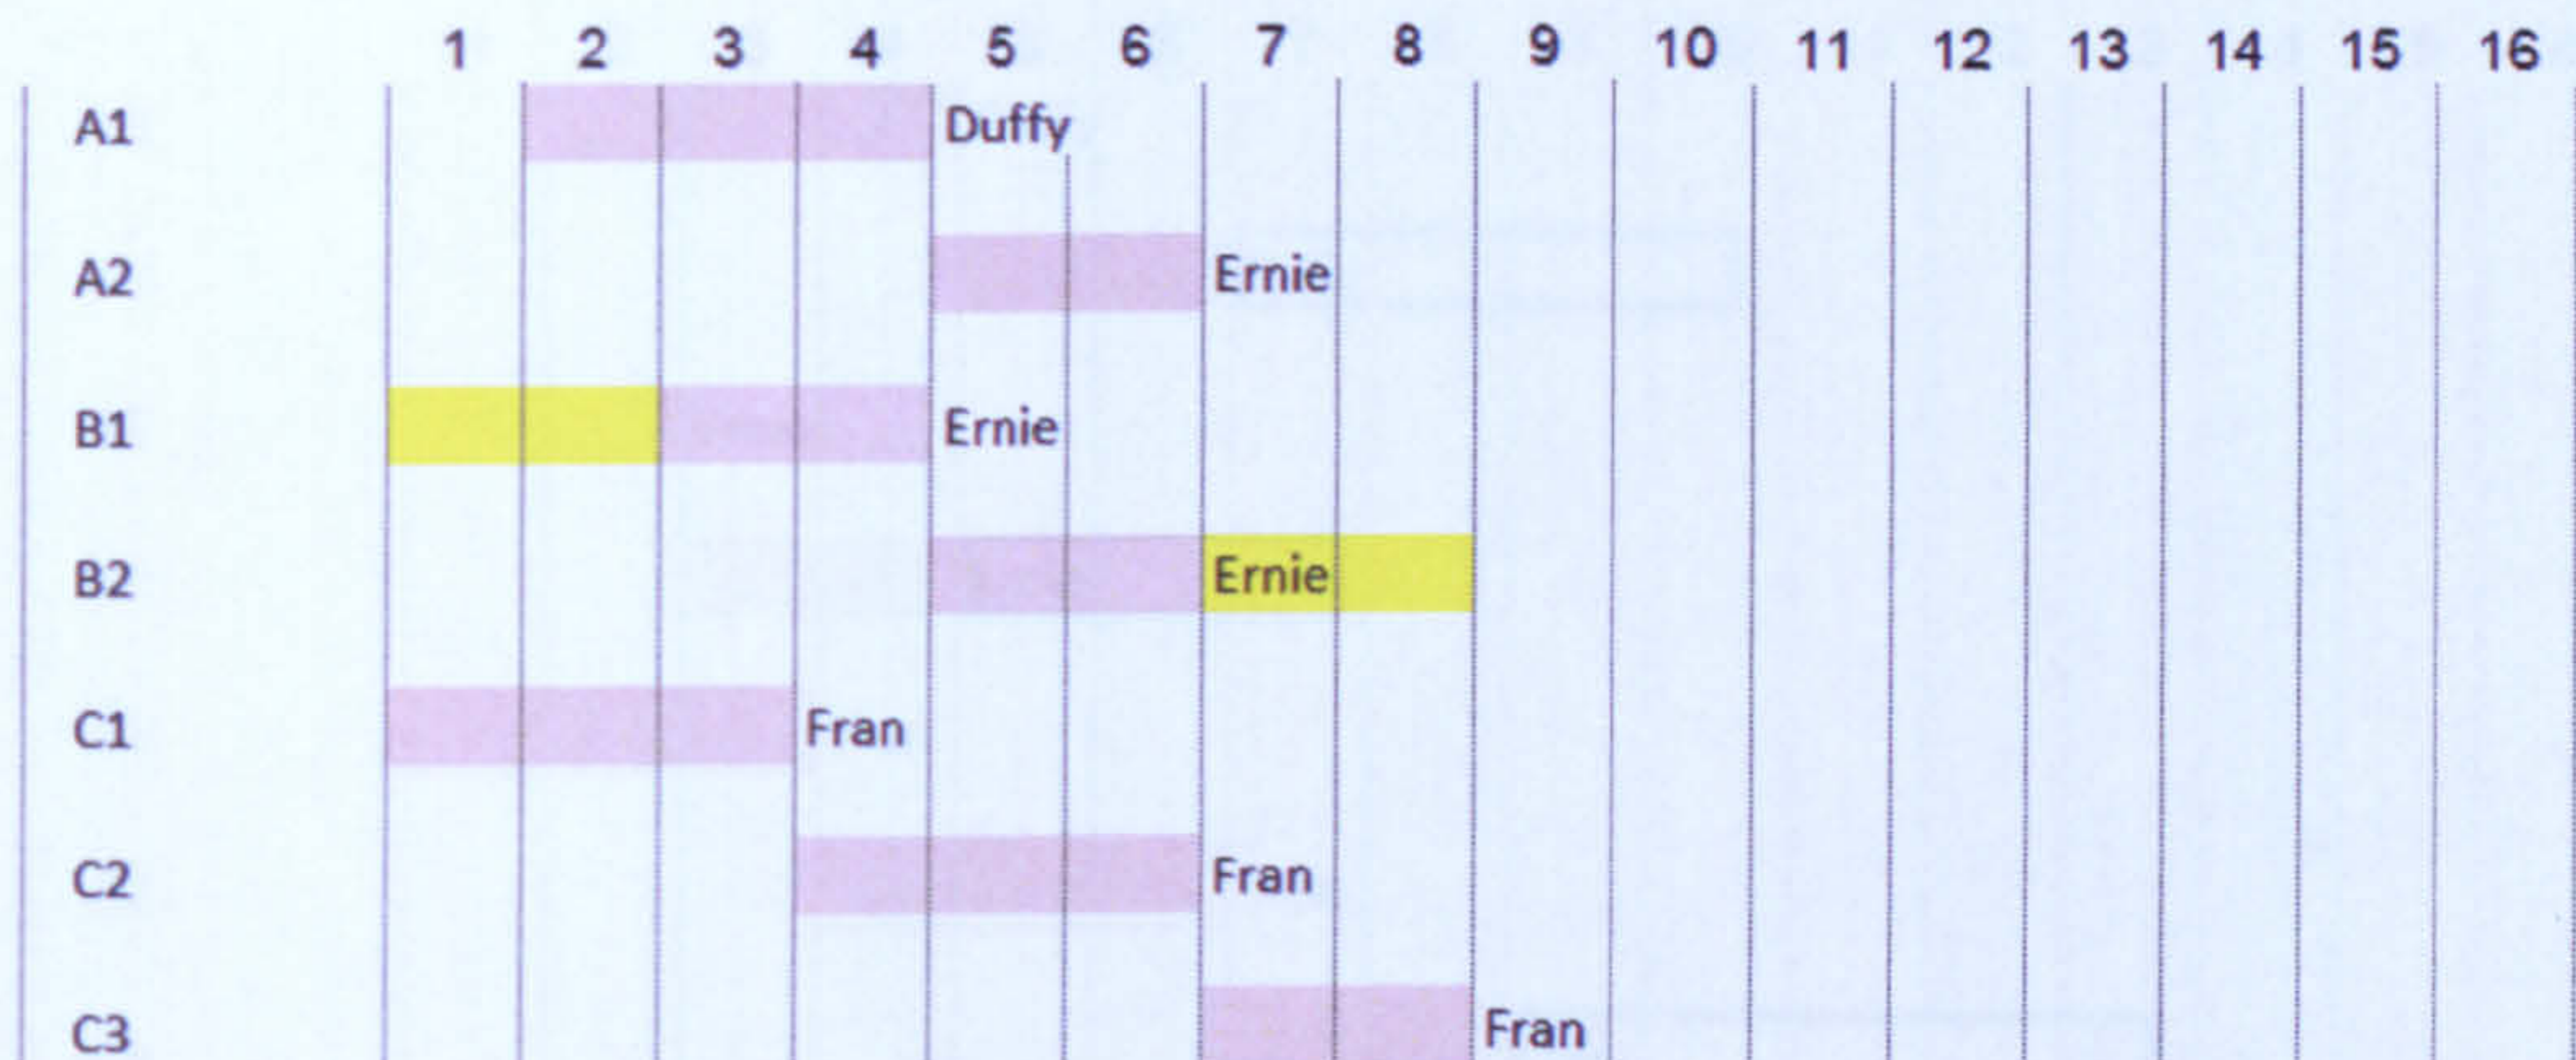 1 2 3 4 5 6 7 8 9 10 11 12 13 14 15 16
A1 Duffy
A2 Ernie
B1 Ernie
B2 Ernie
C1 Fran
C2 Fran
C3 Fran